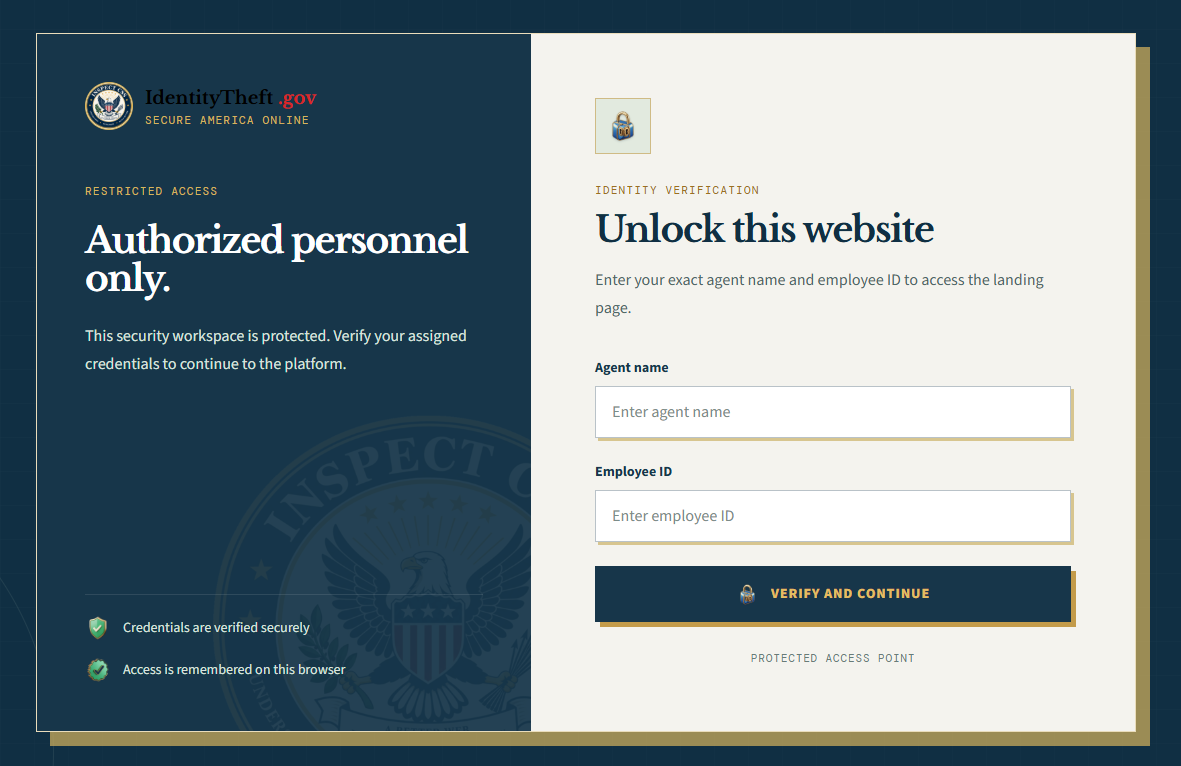 IdentityTheft .gov
SECURE AMERICA ONLINE
RESTRICTED ACCESS
Authorized personnel
only.
This security workspace is protected. Verify your assigned
credentials to continue to the platform.
INSPECT
UNDER
Credentials are verified securely
Access is remembered on this browser
IDENTITY VERIFICATION
Unlock this website
Enter your exact agent name and employee ID to access the landing
page.
Agent name
Enter agent name
Employee ID
Enter employee ID
VERIFY AND CONTINUE
PROTECTED ACCESS POINT